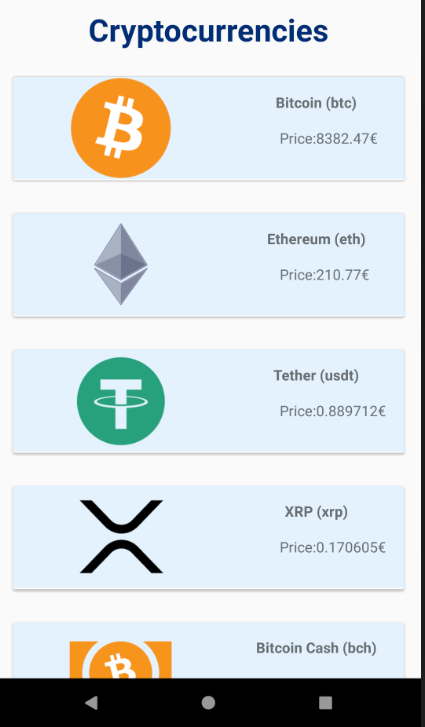 Cryptocurrencies
Bitcoin (btc)
Price:8382.47€
Ethereum (eth)
Price:210.77€
Tether (usdt)
Price:0.889712€
XRP (xrp)
Price:0.170605€
Bitcoin Cash (bch)